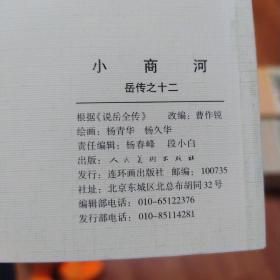 小商河
岳传之十二
根据《说岳全传》 改编：曹作锐
绘画：杨青华 杨久华
责任编辑：杨春峰 段小白
出版：人民美术出版社
发行：连环画出版社 邮编：100735
社址：北京东城区北总布胡同32号
编辑部电话：010-65122376
发行部电话：010-85114281